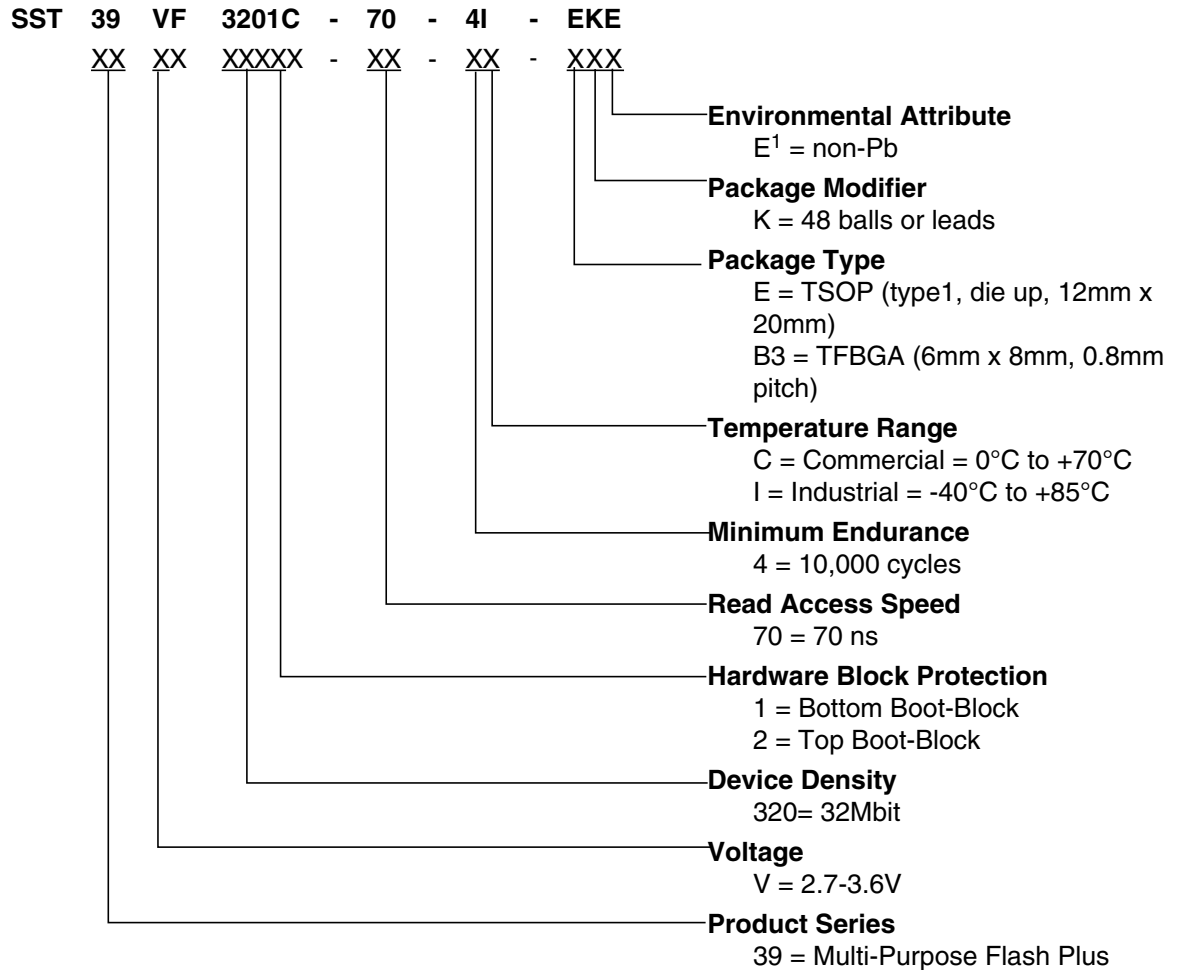 SST 39 VF 3201C - 70 - 4I - EKE
XX XX XXXXX - XX - XX - XXX
Environmental Attribute
E1 = non-Pb
Package Modifier
K = 48 balls or leads
Package Type
E = TSOP (type1, die up, 12mm x
20mm)
B3 = TFBGA (6mm x 8mm, 0.8mm
pitch)
Temperature Range
C = Commercial = 0°C to +70°C
I = Industrial = -40°C to +85°C
Minimum Endurance
4 = 10,000 cycles
Read Access Speed
70 = 70 ns
Hardware Block Protection
1 = Bottom Boot-Block
2 = Top Boot-Block
Device Density
320= 32Mbit
Voltage
V = 2.7-3.6V
Product Series
39 = Multi-Purpose Flash Plus